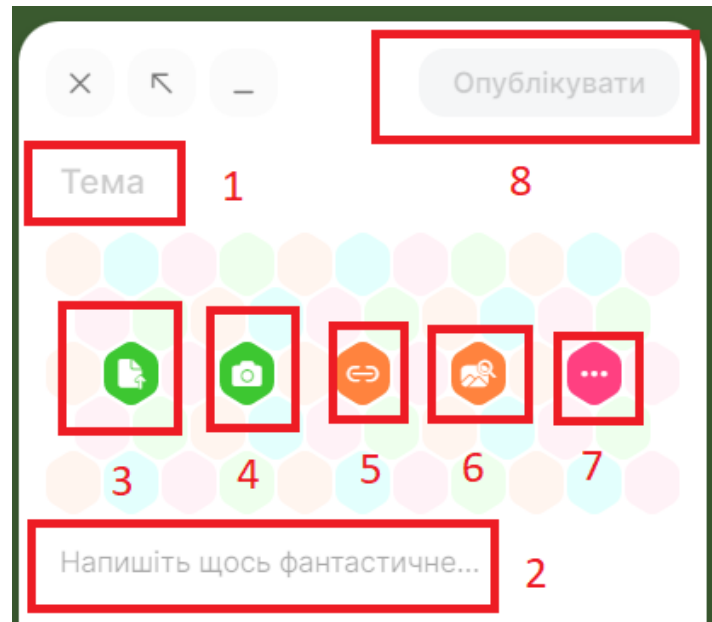 Опублікувати
8
Тема 1
3 4 5 6 7
Напишіть щось фантастичне... 2